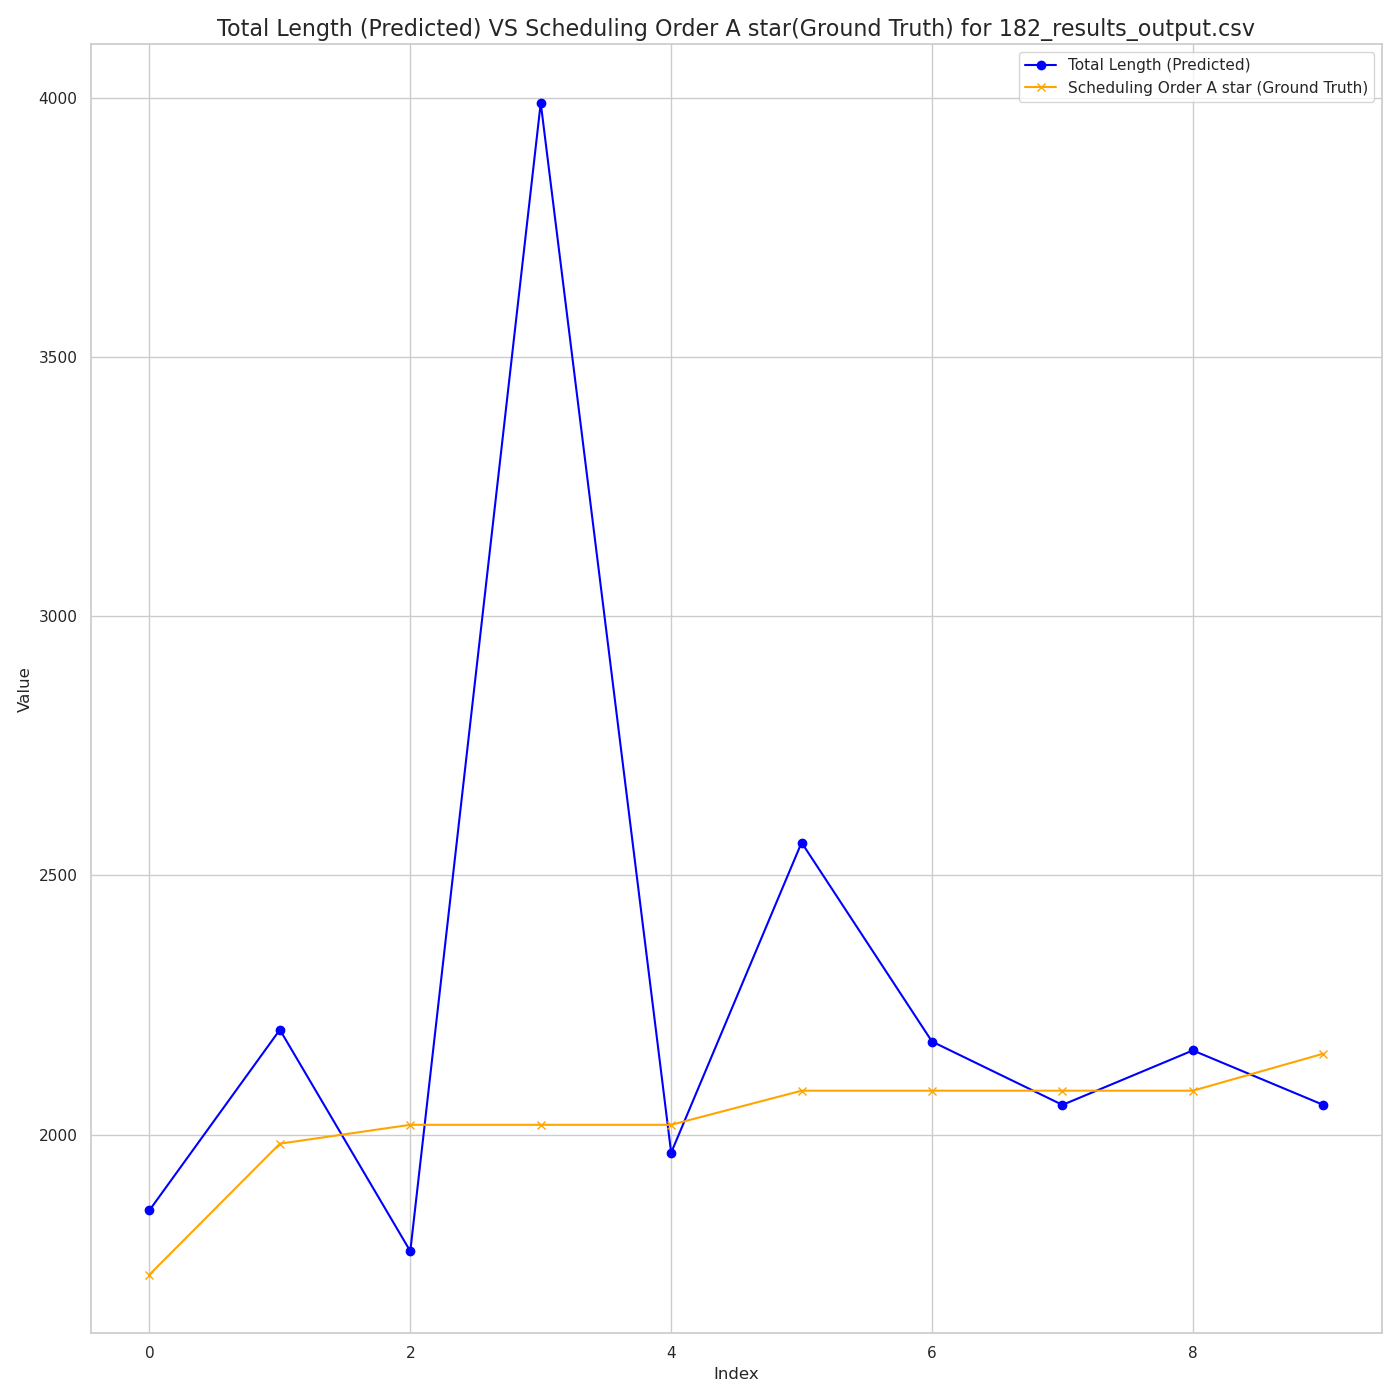 Total Length (Predicted) VS Scheduling Order A star(Ground Truth) for 182_results_output.csv
Total Length (Predicted)
Scheduling Order A star (Ground Truth)
4000
3500
3000
2500
2000
Value
0 2 4 6 8
Index